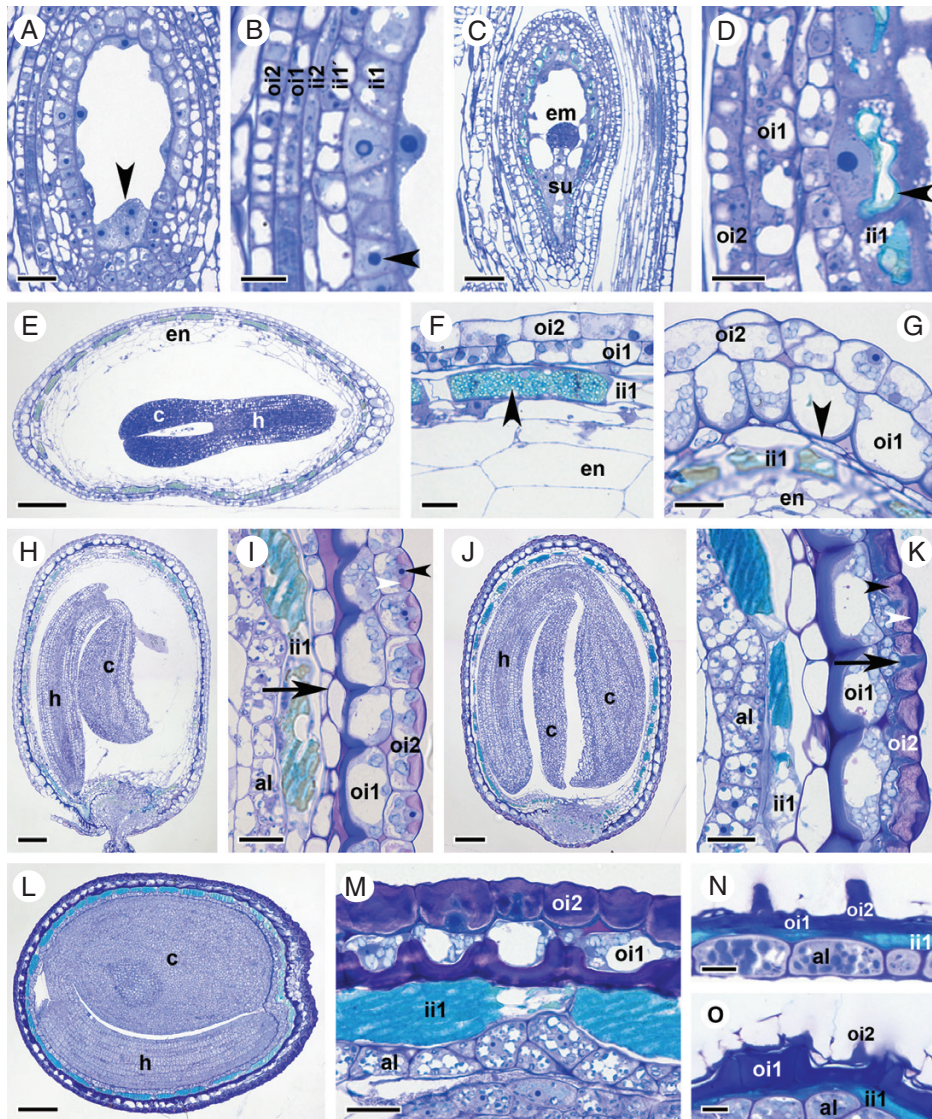 A
B
oi2 oi1 ii2 ii1´ ii1
C
em
su
D
oi1
oi2
ii1
E
en
c
h
F
oi2
oi1
ii1
en
G
oi2
oi1
ii1
en
H
c
h
I
ii1
al
oi2
oi1
J
h
c
c
K
oi1
al
oi2
ii1
L
c
h
M
oi2
oi1
ii1
al
N
oi1 oi2
ii1
al
O
oi2
oi1
ii1
al